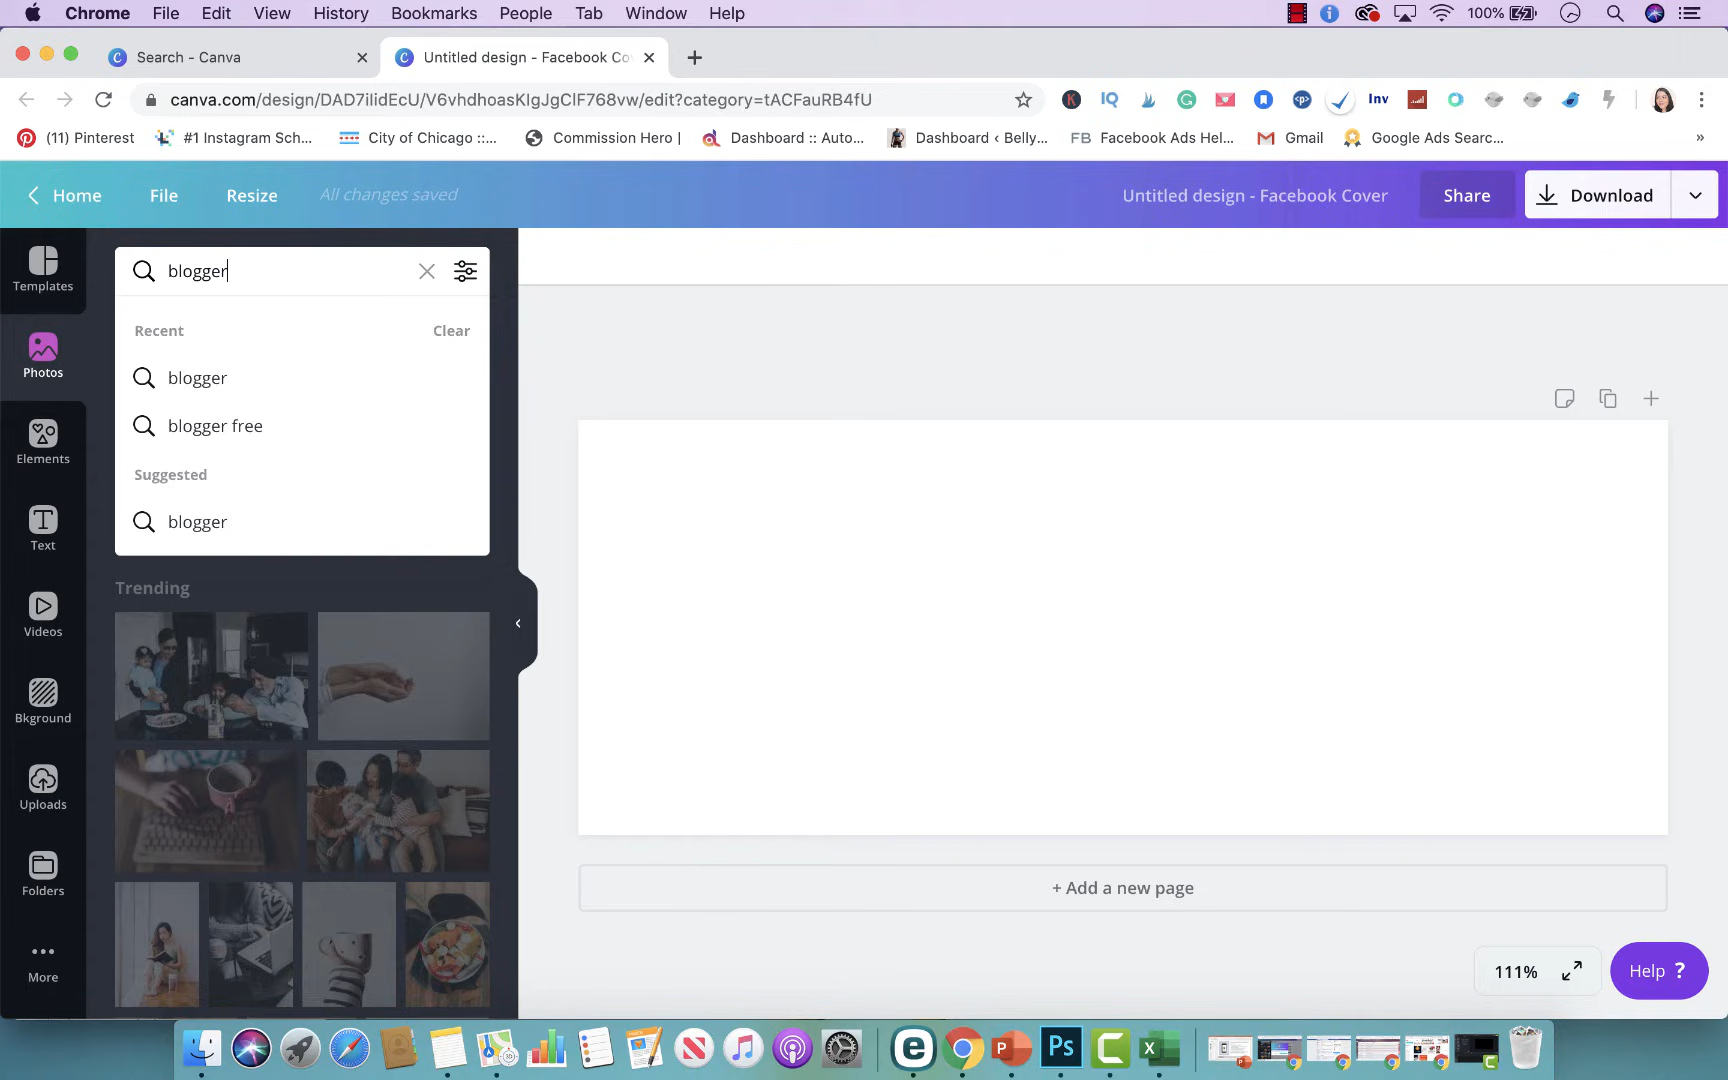 Chrome File Edit View History Bookmarks People Tab Window Help 100%
Search - Canva
Untitled design - Facebook Co
canva.com/design/DAD7ilidEcU/V6vhdhoasKIgJgClF768vw/edit?category=tACFauRB4fU
IQ
Inv
(11) Pinterest #1 Instagram Sch... City of Chicago ::... Commission Hero | Dashboard :: Auto... Dashboard ‹ Belly... FB Facebook Ads Hel... Gmail Google Ads Searc... »
Home File Resize All changes saved Untitled design - Facebook Cover Share Download
Templates
Photos
Elements
Text
Videos
Bkground
Uploads
Folders
More
blogger
Recent Clear
blogger
blogger free
Suggested
blogger
Trending
+ Add a new page
111%
Help ?
Ps